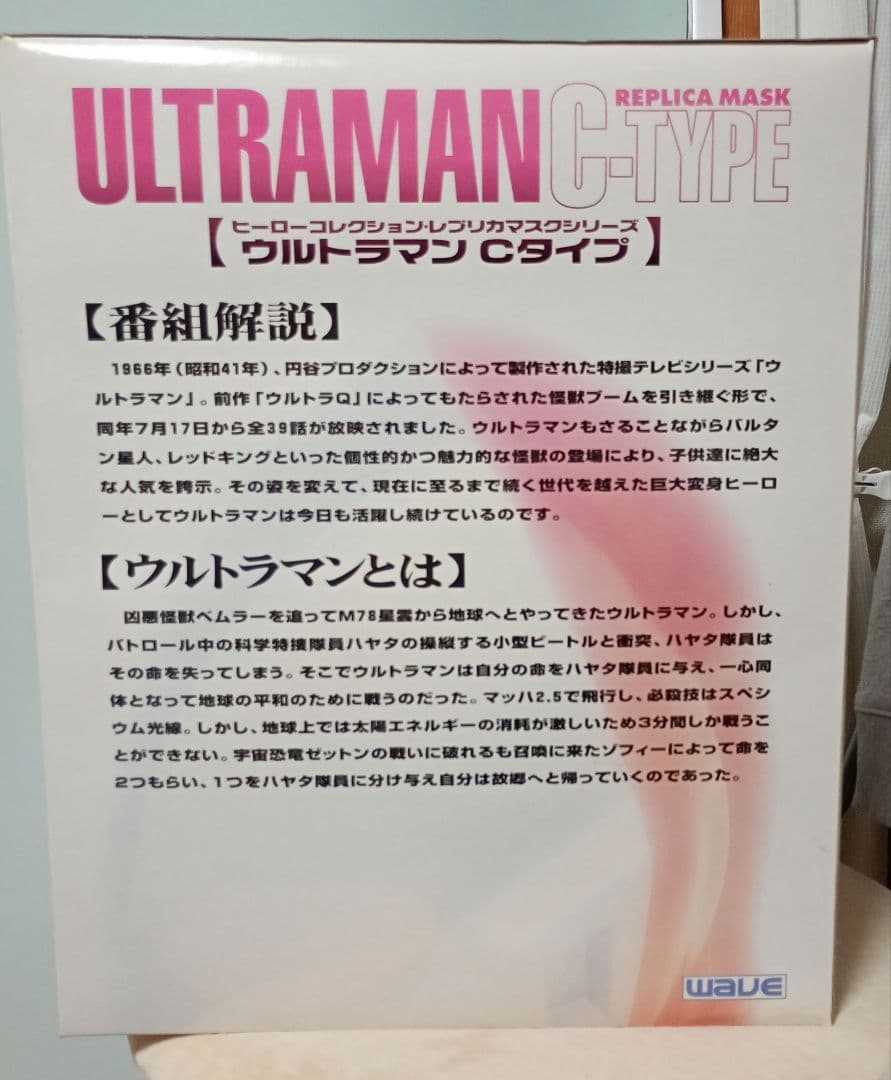 ULTRAMAN C-TYPE
REPLICA MASK
【ヒーローコレクション・レプリカマスクシリーズ
ウルトラマン Cタイプ】
【番組解説】
1966年（昭和41年）、円谷プロダクションによって製作された特撮テレビシリーズ「ウ
ルトラマン」。前作「ウルトラQ」によってもたらされた怪獣ブームを引き継ぐ形で、
同年7月17日から全39話が放映されました。ウルトラマンもさることながらバルタ
ン星人、レッドキングといった個性的かつ魅力的な怪獣の登場により、子供達に絶大
な人気を誇示。その姿を変えて、現在に至るまで続く世代を越えた巨大変身ヒーロ
ーとしてウルトラマンは今日も活躍し続けているのです。
【ウルトラマンとは】
凶悪怪獣ベムラーを追ってM78星雲から地球へとやってきたウルトラマン。しかし、
パトロール中の科学特捜隊員ハヤタの操縦する小型ビートルと衝突、ハヤタ隊員は
その命を失ってしまう。そこでウルトラマンは自分の命をハヤタ隊員に与え、一心同
体となって地球の平和のために戦うのだった。マッハ2.5で飛行し、必殺技はスペシ
ウム光線。しかし、地球上では太陽エネルギーの消耗が激しいため3分間しか戦うこ
とができない。宇宙恐竜ゼットンの戦いに破れるも召喚に来たゾフィーによって命を
2つもらい、1つをハヤタ隊員に分け与え自分は故郷へと帰っていくのであった。
wave